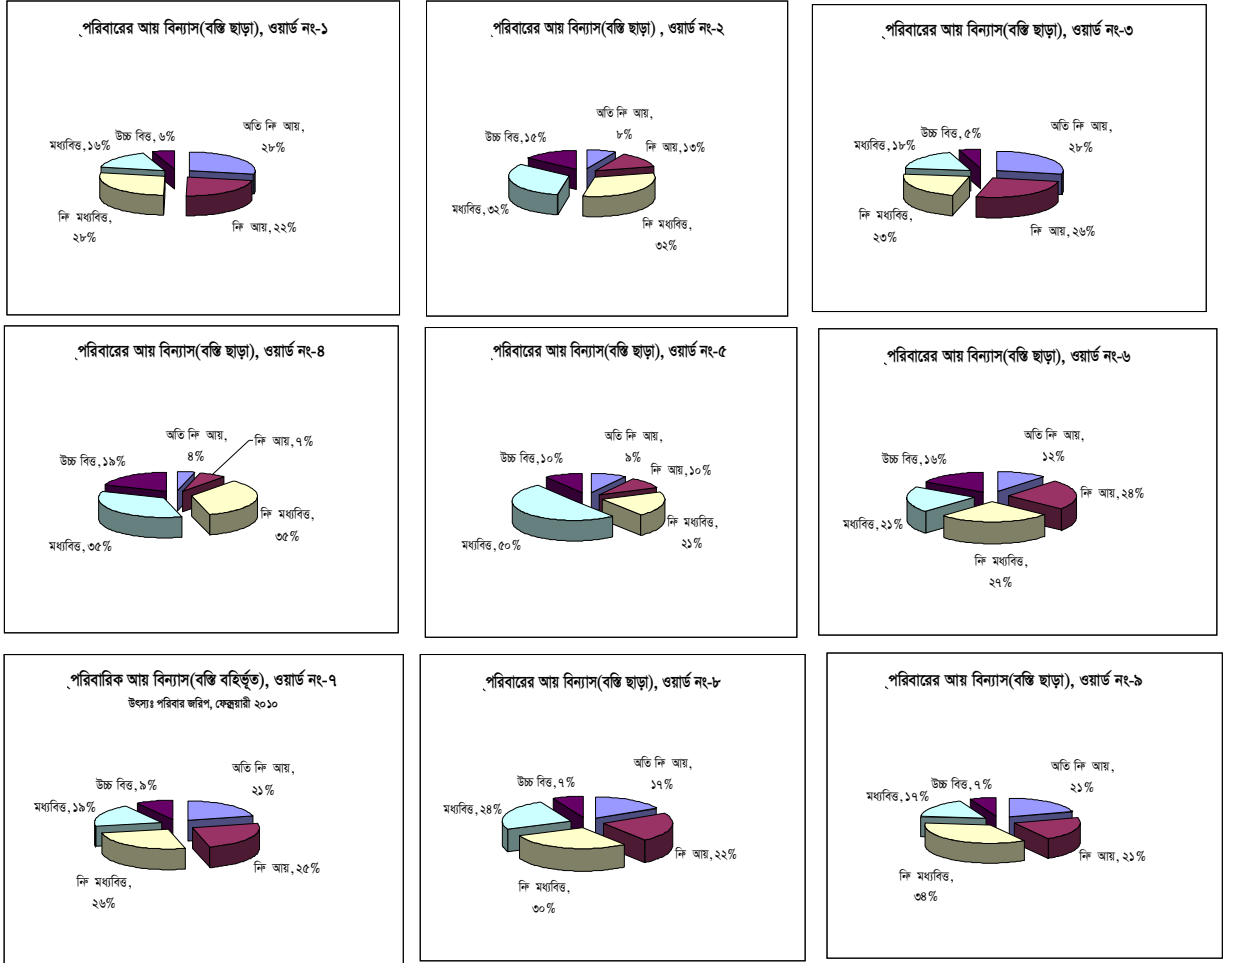 পরিবারের আয় বিন্যাস(বস্তি ছাড়া), ওয়ার্ড নং-১
উচ্চ বিত্ত, ৬%
অতি নি আয়,
২৮%
মধ্যবিত্ত, ১৬%
নি মধ্যবিত্ত,
২৮%
নি আয়, ২২%
পরিবারের আয় বিন্যাস(বস্তি ছাড়া) , ওয়ার্ড নং-২
অতি নি আয়,
৮%
উচ্চ বিত্ত, ১৫%
নি আয়, ১৩%
মধ্যবিত্ত, ৩২%
নি মধ্যবিত্ত,
৩২%
পরিবারের আয় বিন্যাস(বস্তি ছাড়া), ওয়ার্ড নং-৩
উচ্চ বিত্ত, ৫%
অতি নি আয়,
২৮%
মধ্যবিত্ত, ১৮%
নি মধ্যবিত্ত,
২৩%
নি আয়, ২৬%
পরিবারের আয় বিন্যাস(বস্তি ছাড়া), ওয়ার্ড নং-৪
অতি নি আয়,
৪%
নি আয়, ৭%
উচ্চ বিত্ত, ১৯%
নি মধ্যবিত্ত,
৩৫%
মধ্যবিত্ত, ৩৫%
পরিবারের আয় বিন্যাস(বস্তি ছাড়া), ওয়ার্ড নং-৫
অতি নি আয়,
৯%
উচ্চ বিত্ত, ১০%
নি আয়, ১০%
নি মধ্যবিত্ত,
২১%
মধ্যবিত্ত, ৫০%
পরিবারের আয় বিন্যাস(বস্তি ছাড়া), ওয়ার্ড নং-৬
অতি নি আয়,
১২%
উচ্চ বিত্ত, ১৬%
নি আয়, ২৪%
মধ্যবিত্ত, ২১%
নি মধ্যবিত্ত,
২৭%
পরিবারিক আয় বিন্যাস(বস্তি বহির্ভূত), ওয়ার্ড নং-৭
উৎস্যঃ পরিবার জরিপ, ফেব্রুয়ারী ২০১০
অতি নি আয়,
২১%
উচ্চ বিত্ত, ৯%
মধ্যবিত্ত, ১৯%
নি আয়, ২৫%
নি মধ্যবিত্ত,
২৬%
পরিবারের আয় বিন্যাস(বস্তি ছাড়া), ওয়ার্ড নং-৮
অতি নি আয়,
১৭%
উচ্চ বিত্ত, ৭%
মধ্যবিত্ত, ২৪%
নি আয়, ২২%
নি মধ্যবিত্ত,
৩০%
পরিবারের আয় বিন্যাস(বস্তি ছাড়া), ওয়ার্ড নং-৯
অতি নি আয়,
২১%
উচ্চ বিত্ত, ৭%
মধ্যবিত্ত, ১৭%
নি আয়, ২১%
নি মধ্যবিত্ত,
৩৪%